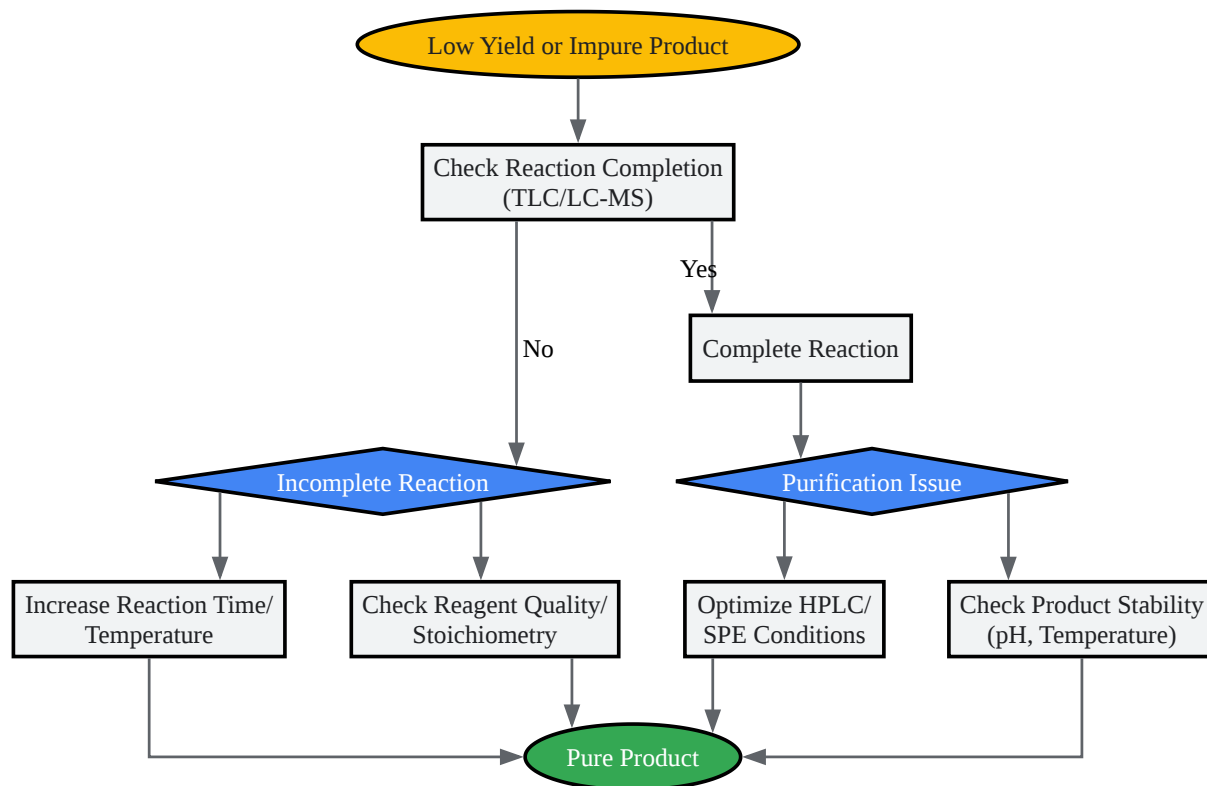 Low Yield or Impure Product
Check Reaction Completion
(TLC/LC-MS)
Yes
No
Complete Reaction
Incomplete Reaction
Purification Issue
Increase Reaction Time/
Temperature
Check Reagent Quality/
Stoichiometry
Optimize HPLC/
SPE Conditions
Check Product Stability
(pH, Temperature)
Pure Product